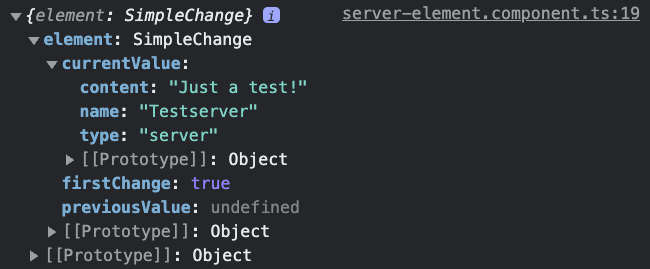 ▼{element: SimpleChange} i server-element.component.ts:19
▼element: SimpleChange
▼currentValue:
content: "Just a test!"
name: "Testserver"
type: "server"
▶[[Prototype]]: Object
firstChange: true
previousValue: undefined
▶[[Prototype]]: Object
▶[[Prototype]]: Object